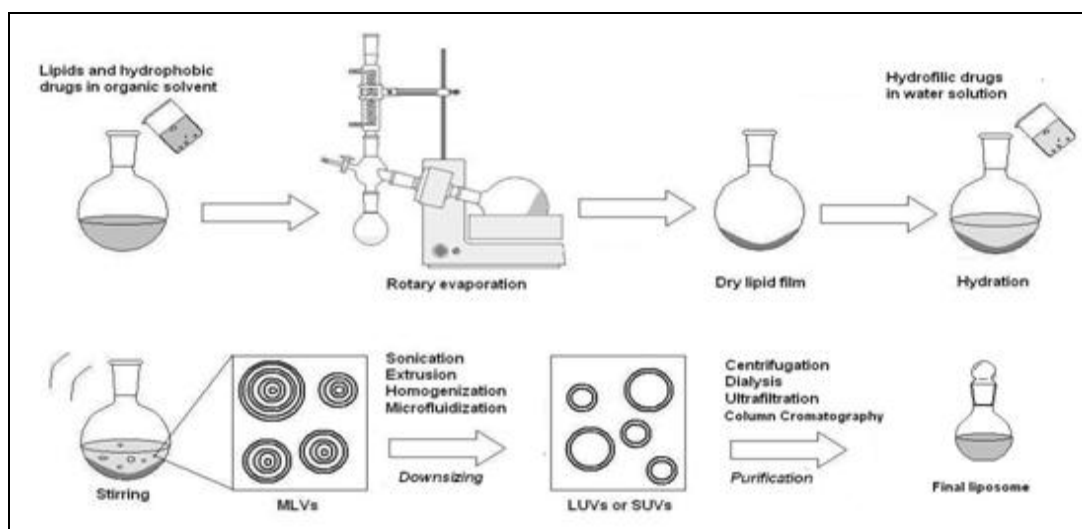 Lipids and hydrophobic
drugs in organic solvent
Hydrofilic drugs
in water solution
Rotary evaporation
Dry lipid film
Hydration
Stirring
MLVs
Sonication
Extrusion
Homogenization
Microfluidization
Downsizing
LUVs or SUVs
Centrifugation
Dialysis
Ultrafiltration
Column Cromatography
Purification
Final liposome